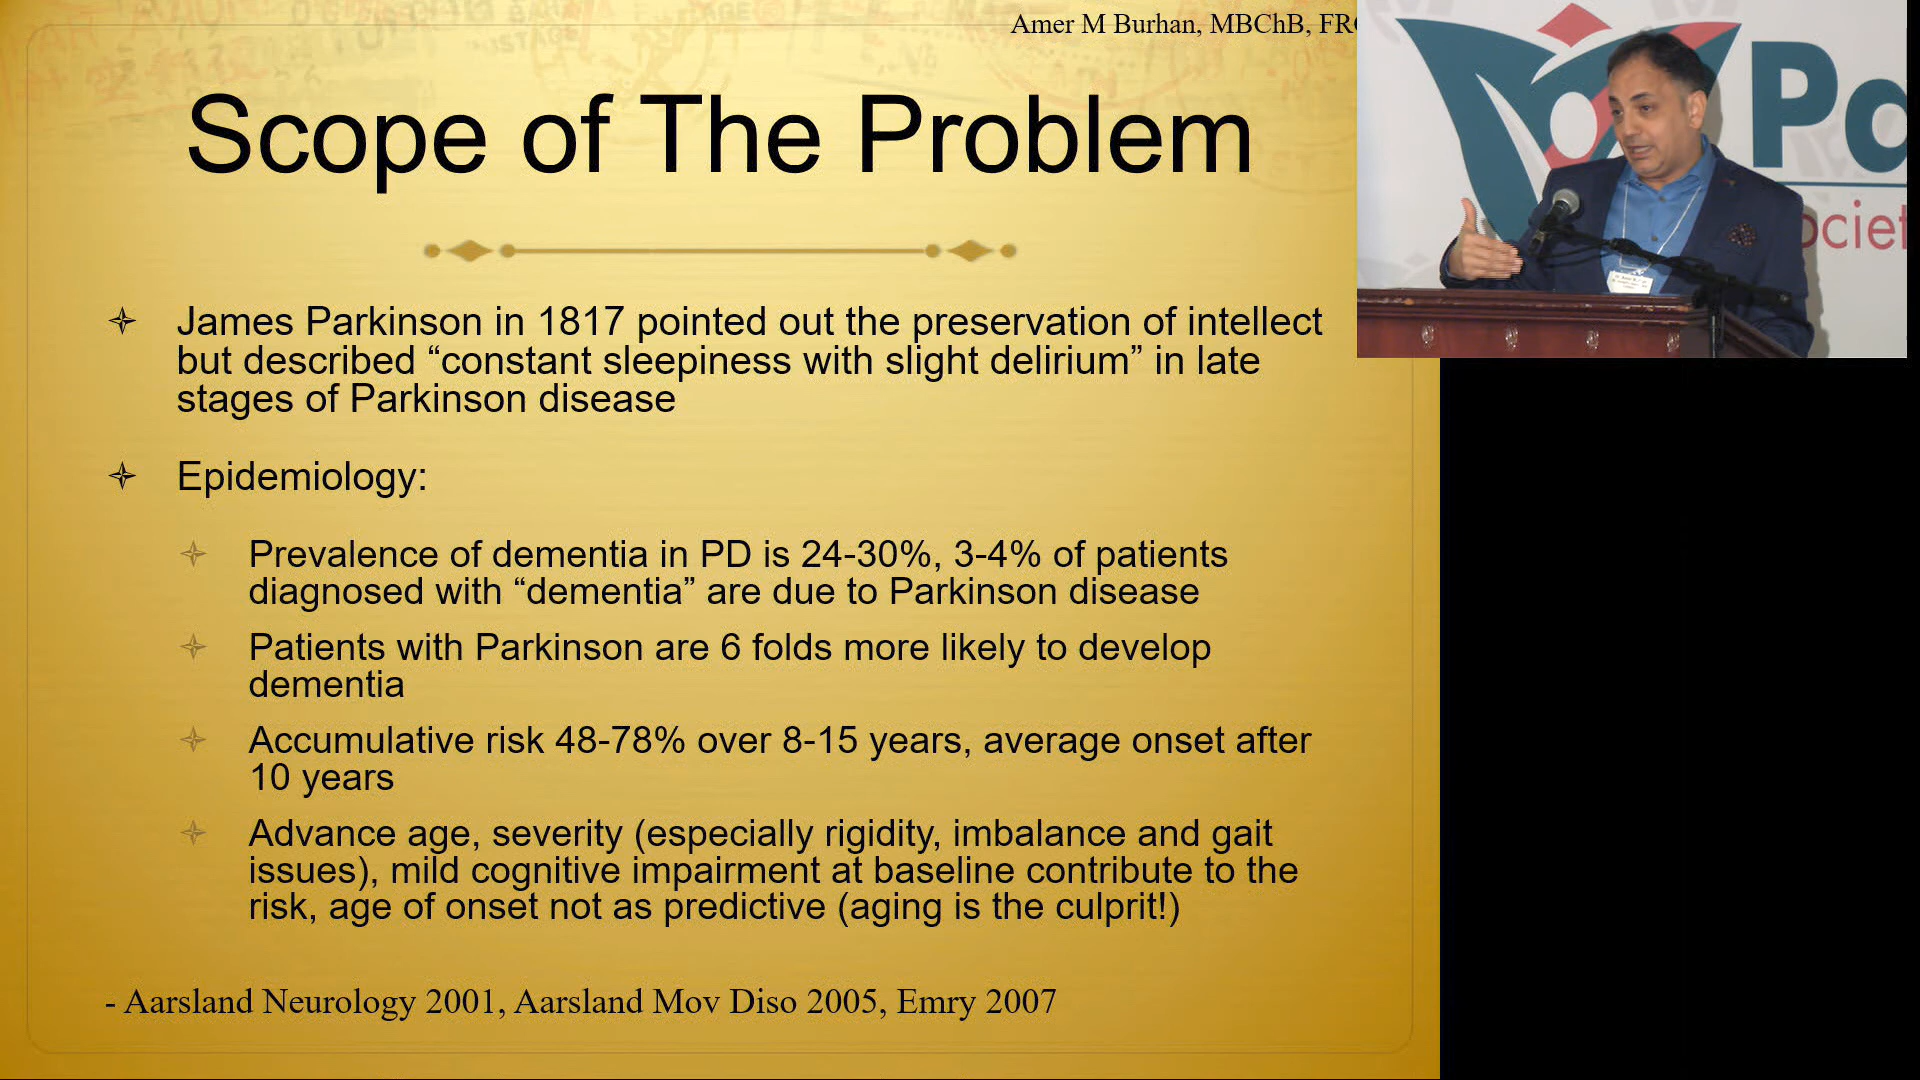 Amer M Burhan, MBChB,
Scope of The Problem
James Parkinson in 1817 pointed out the preservation of intellect
but described “constant sleepiness with slight delirium” in late
stages of Parkinson disease
Epidemiology:
Prevalence of dementia in PD is 24-30%, 3-4% of patients
diagnosed with “dementia” are due to Parkinson disease
Patients with Parkinson are 6 folds more likely to develop
dementia
Accumulative risk 48-78% over 8-15 years, average onset after
10 years
Advance age, severity (especially rigidity, imbalance and gait
issues), mild cognitive impairment at baseline contribute to the
risk, age of onset not as predictive (aging is the culprit!)
- Aarsland Neurology 2001, Aarsland Mov Diso 2005, Emry 2007